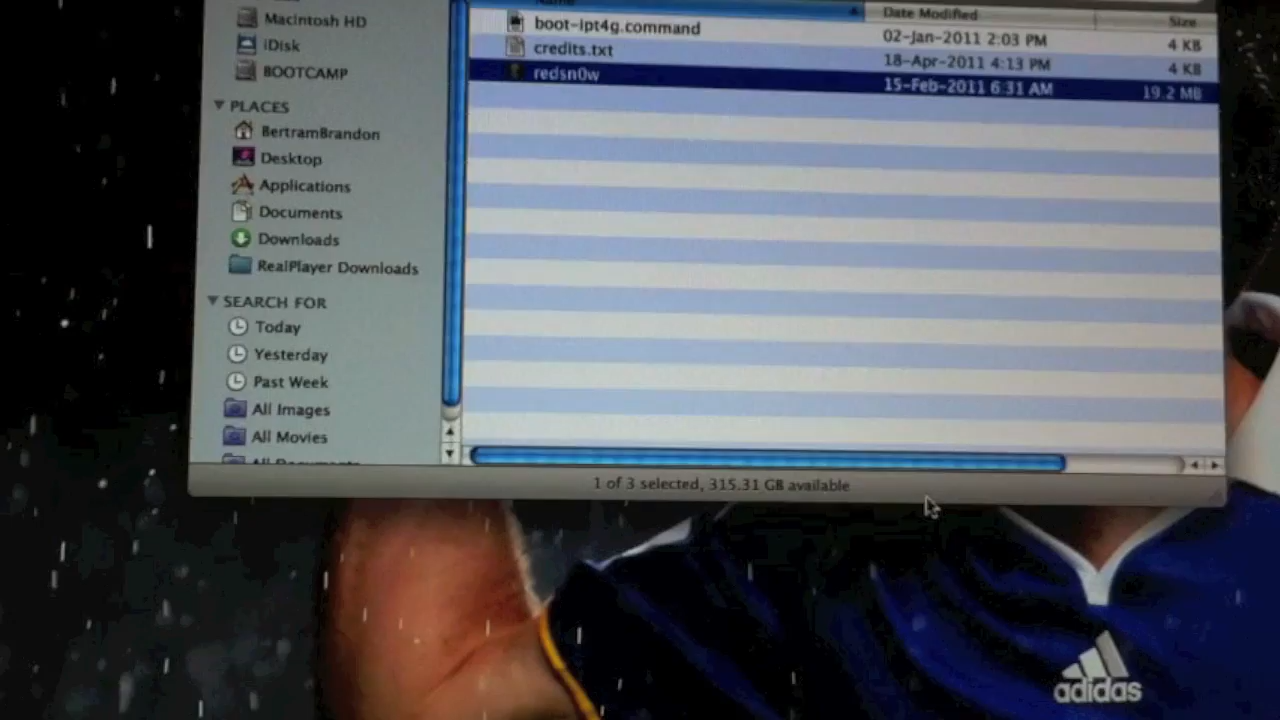 Name Date Modified Size
Macintosh HD
iDisk
BOOTCAMP
PLACES
BertramBrandon
Desktop
Applications
Documents
Downloads
RealPlayer Downloads
SEARCH FOR
Today
Yesterday
Past Week
All Images
All Movies
All Documents
boot-ipt4g.command 02-Jan-2011 2:03 PM 4 KB
credits.txt 18-Apr-2011 4:13 PM 4 KB
redsn0w 15-Feb-2011 6:31 AM 19.2 MB
1 of 3 selected, 315.31 GB available
adidas